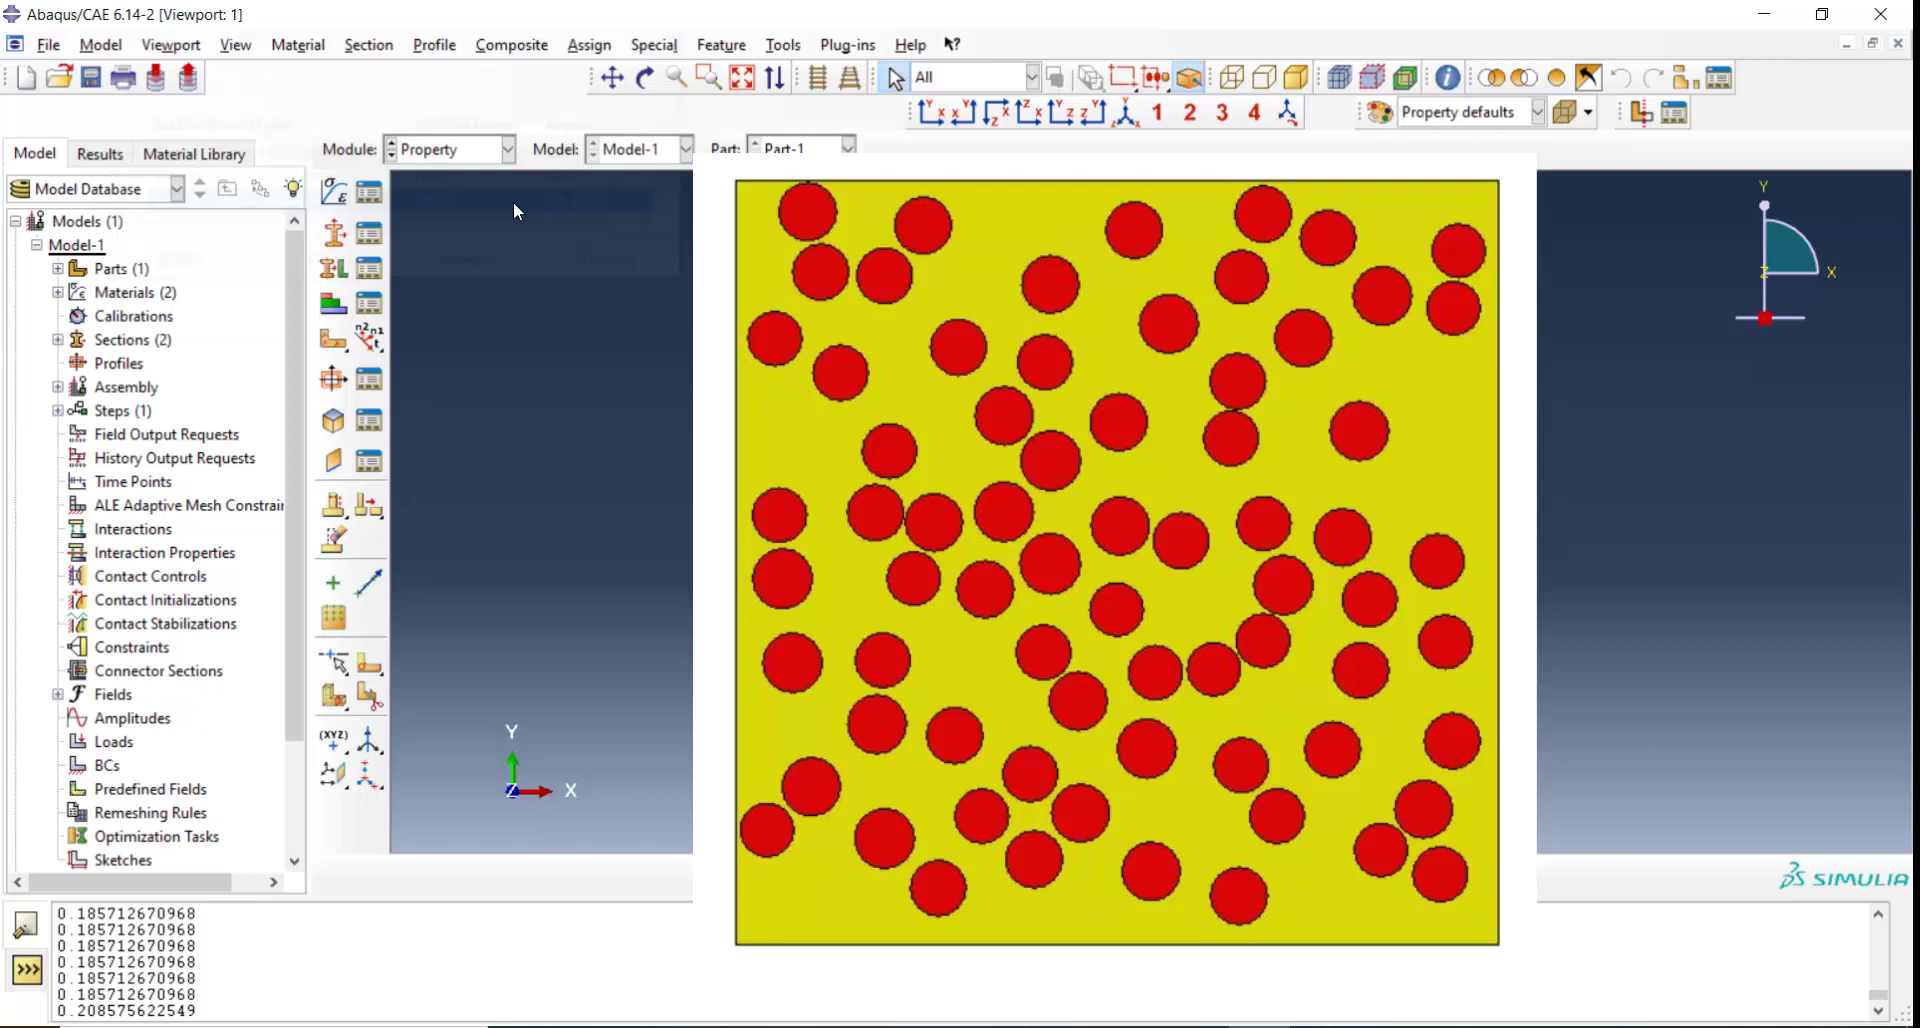 Abaqus/CAE 6.14-2 [Viewport: 1]
File Model Viewport View Material Section Profile Composite Assign Special Feature Tools Plug-ins Help
All
1 2 3 4 Property defaults
Model Results Material Library
Module: Property Model: Model-1 Part: Part-1
Model Database
Models (1)
Model-1
Parts (1)
Materials (2)
Calibrations
Sections (2)
Profiles
Assembly
Steps (1)
Field Output Requests
History Output Requests
Time Points
ALE Adaptive Mesh Constrain
Interactions
Interaction Properties
Contact Controls
Contact Initializations
Contact Stabilizations
Constraints
Connector Sections
Fields
Amplitudes
Loads
BCs
Predefined Fields
Remeshing Rules
Optimization Tasks
Sketches
(XYZ)
Y
Z X
Y
Z X
SIMULIA
0.185712670968
0.185712670968
0.185712670968
0.185712670968
0.185712670968
0.185712670968
0.208575622549